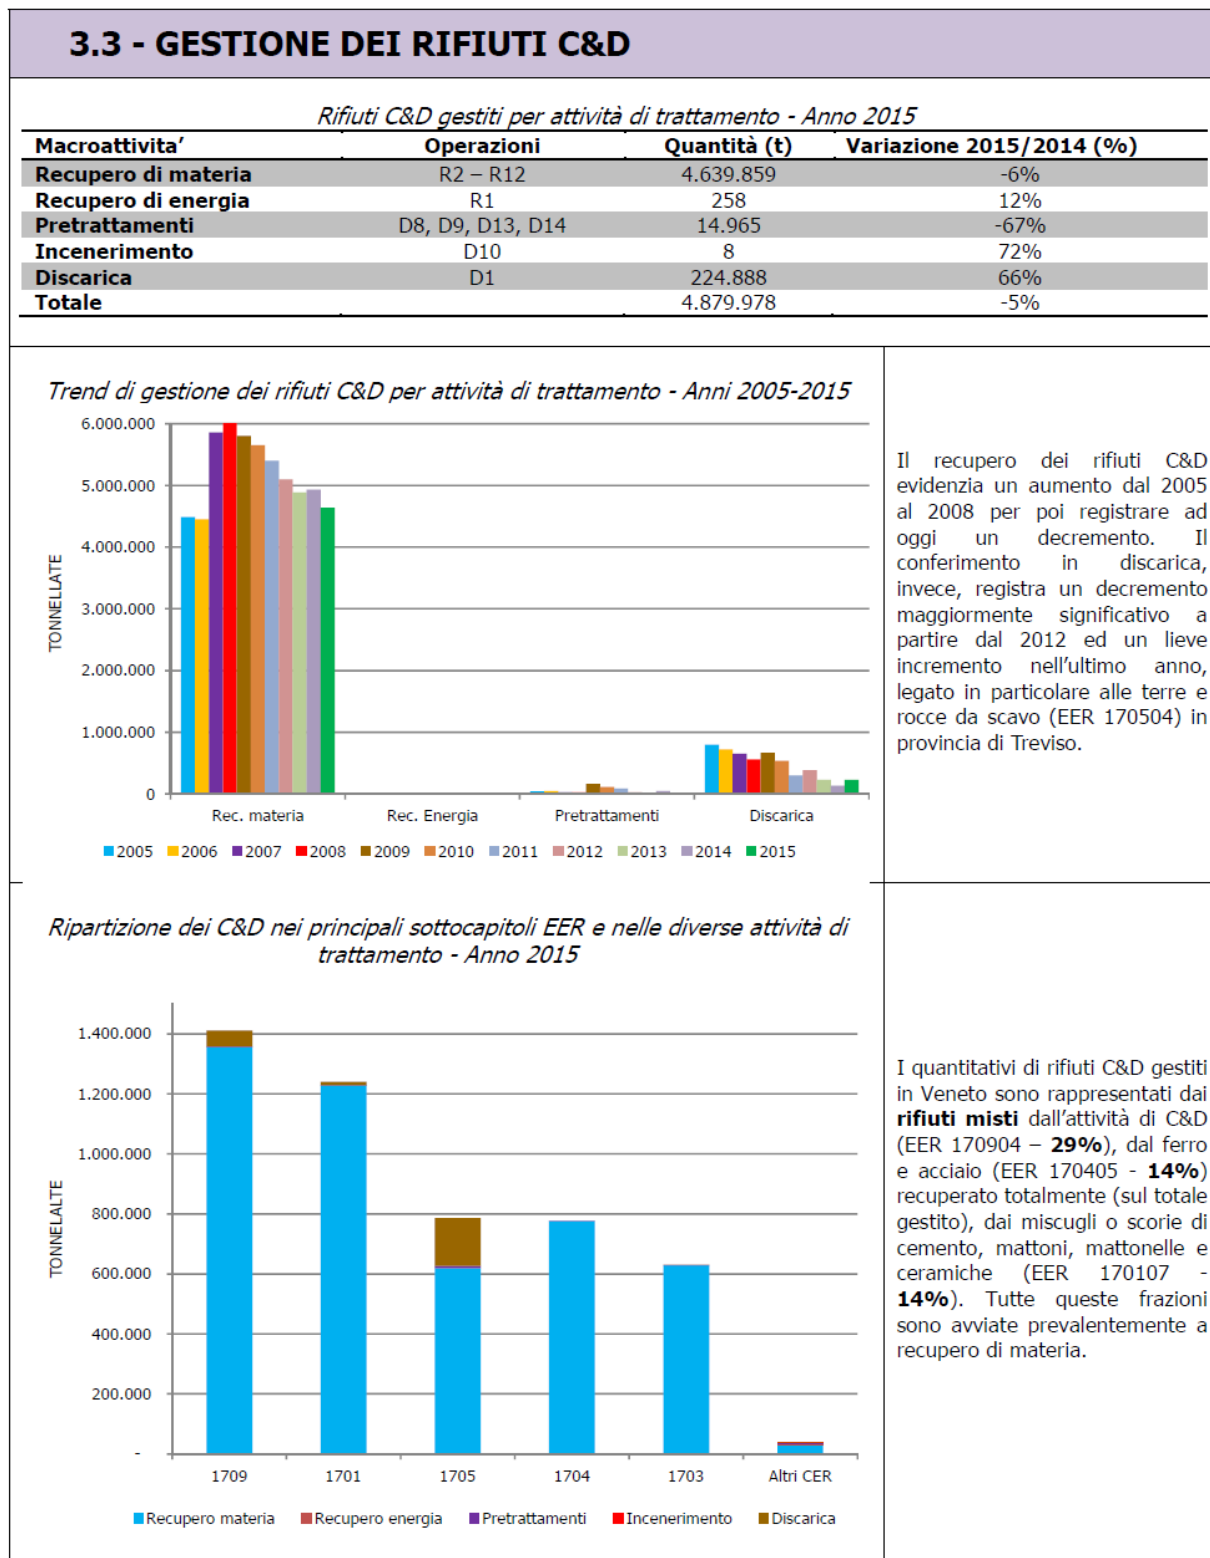 3.3 - GESTIONE DEI RIFIUTI C&D
Rifiuti C&D gestiti per attività di trattamento - Anno 2015
Macroattivita’ Operazioni Quantità (t) Variazione 2015/2014 (%)
Recupero di materia R2 – R12 4.639.859 -6%
Recupero di energia R1 258 12%
Pretrattamenti D8, D9, D13, D14 14.965 -67%
Incenerimento D10 8 72%
Discarica D1 224.888 66%
Totale 4.879.978 -5%
Trend di gestione dei rifiuti C&D per attività di trattamento - Anni 2005-2015
6.000.000
5.000.000
4.000.000
3.000.000
2.000.000
1.000.000
0
TONNELLATE
Rec. materia Rec. Energia Pretrattamenti Discarica
2005 2006 2007 2008 2009 2010 2011 2012 2013 2014 2015
Il recupero dei rifiuti C&D
evidenzia un aumento dal 2005
al 2008 per poi registrare ad
oggi un decremento. Il
conferimento in discarica,
invece, registra un decremento
maggiormente significativo a
partire dal 2012 ed un lieve
incremento nell’ultimo anno,
legato in particolare alle terre e
rocce da scavo (EER 170504) in
provincia di Treviso.
Ripartizione dei C&D nei principali sottocapitoli EER e nelle diverse attività di
trattamento - Anno 2015
1.400.000
1.200.000
1.000.000
800.000
600.000
400.000
200.000
-
TONNELALTE
1709 1701 1705 1704 1703 Altri CER
Recupero materia Recupero energia Pretrattamenti Incenerimento Discarica
I quantitativi di rifiuti C&D gestiti
in Veneto sono rappresentati dai
rifiuti misti dall’attività di C&D
(EER 170904 – 29%), dal ferro
e acciaio (EER 170405 - 14%)
recuperato totalmente (sul totale
gestito), dai miscugli o scorie di
cemento, mattoni, mattonelle e
ceramiche (EER 170107 -
14%). Tutte queste frazioni
sono avviate prevalentemente a
recupero di materia.